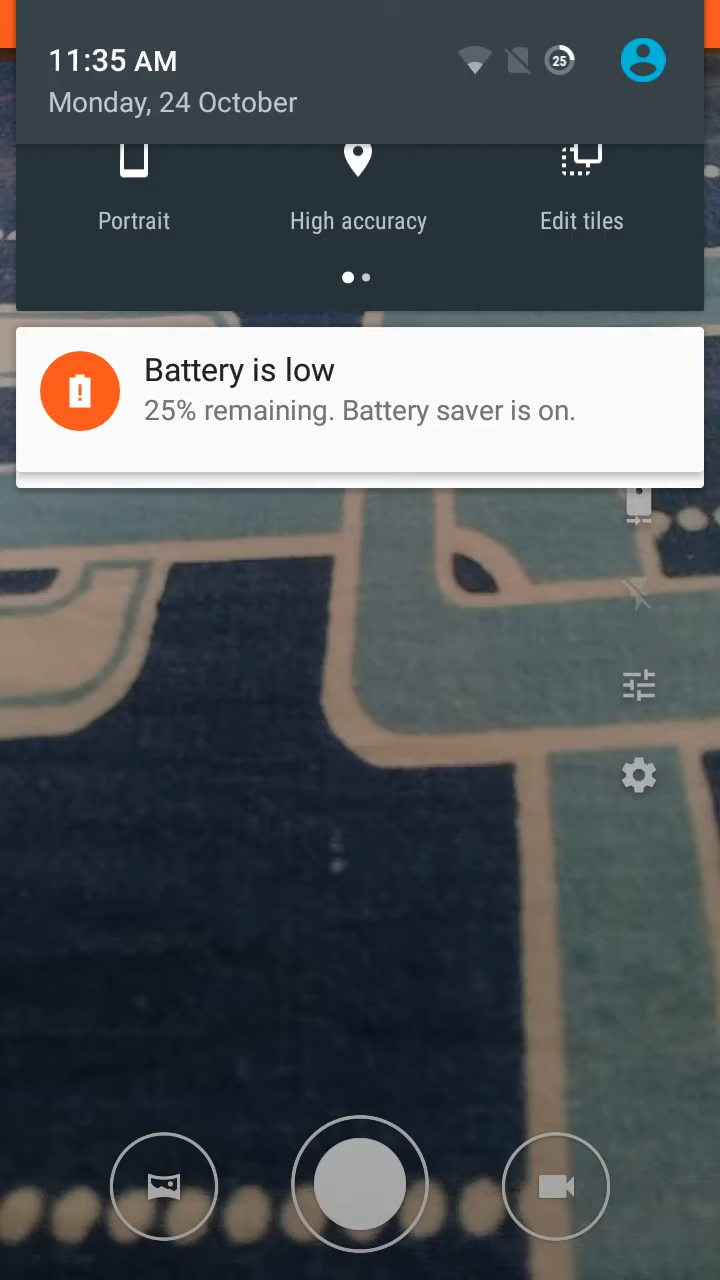 11:35 AM
25
Monday, 24 October
Portrait
High accuracy
Edit tiles
Battery is low
25% remaining. Battery saver is on.